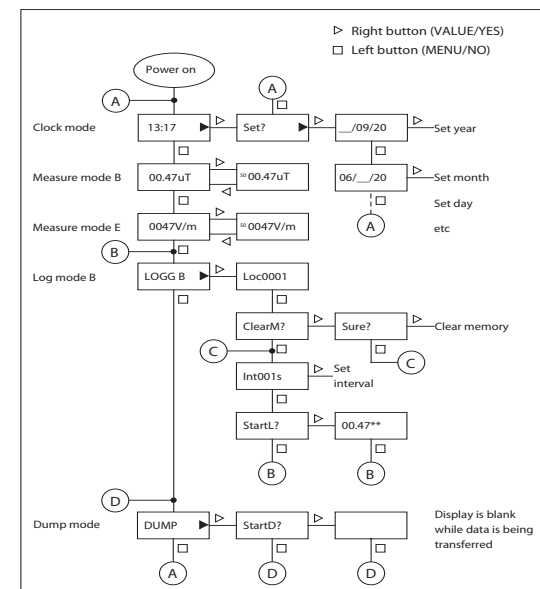 Right button (VALUE/YES)
Left button (MENU/NO)
Power on
A
A
Clock mode
13:17
Set?
__/09/20
Set year
Measure mode B
00.47uT
50 00.47uT
06/__/20
Set month
Set day
Measure mode E
0047V/m
50 0047V/m
A
etc
B
Log mode B
LOGG B
Loc0001
ClearM?
Sure?
Clear memory
C
C
Int001s
Set
interval
StartL?
00.47**
B
B
D
Dump mode
DUMP
StartD?
Display is blank
while data is being
transferred
A
D
D